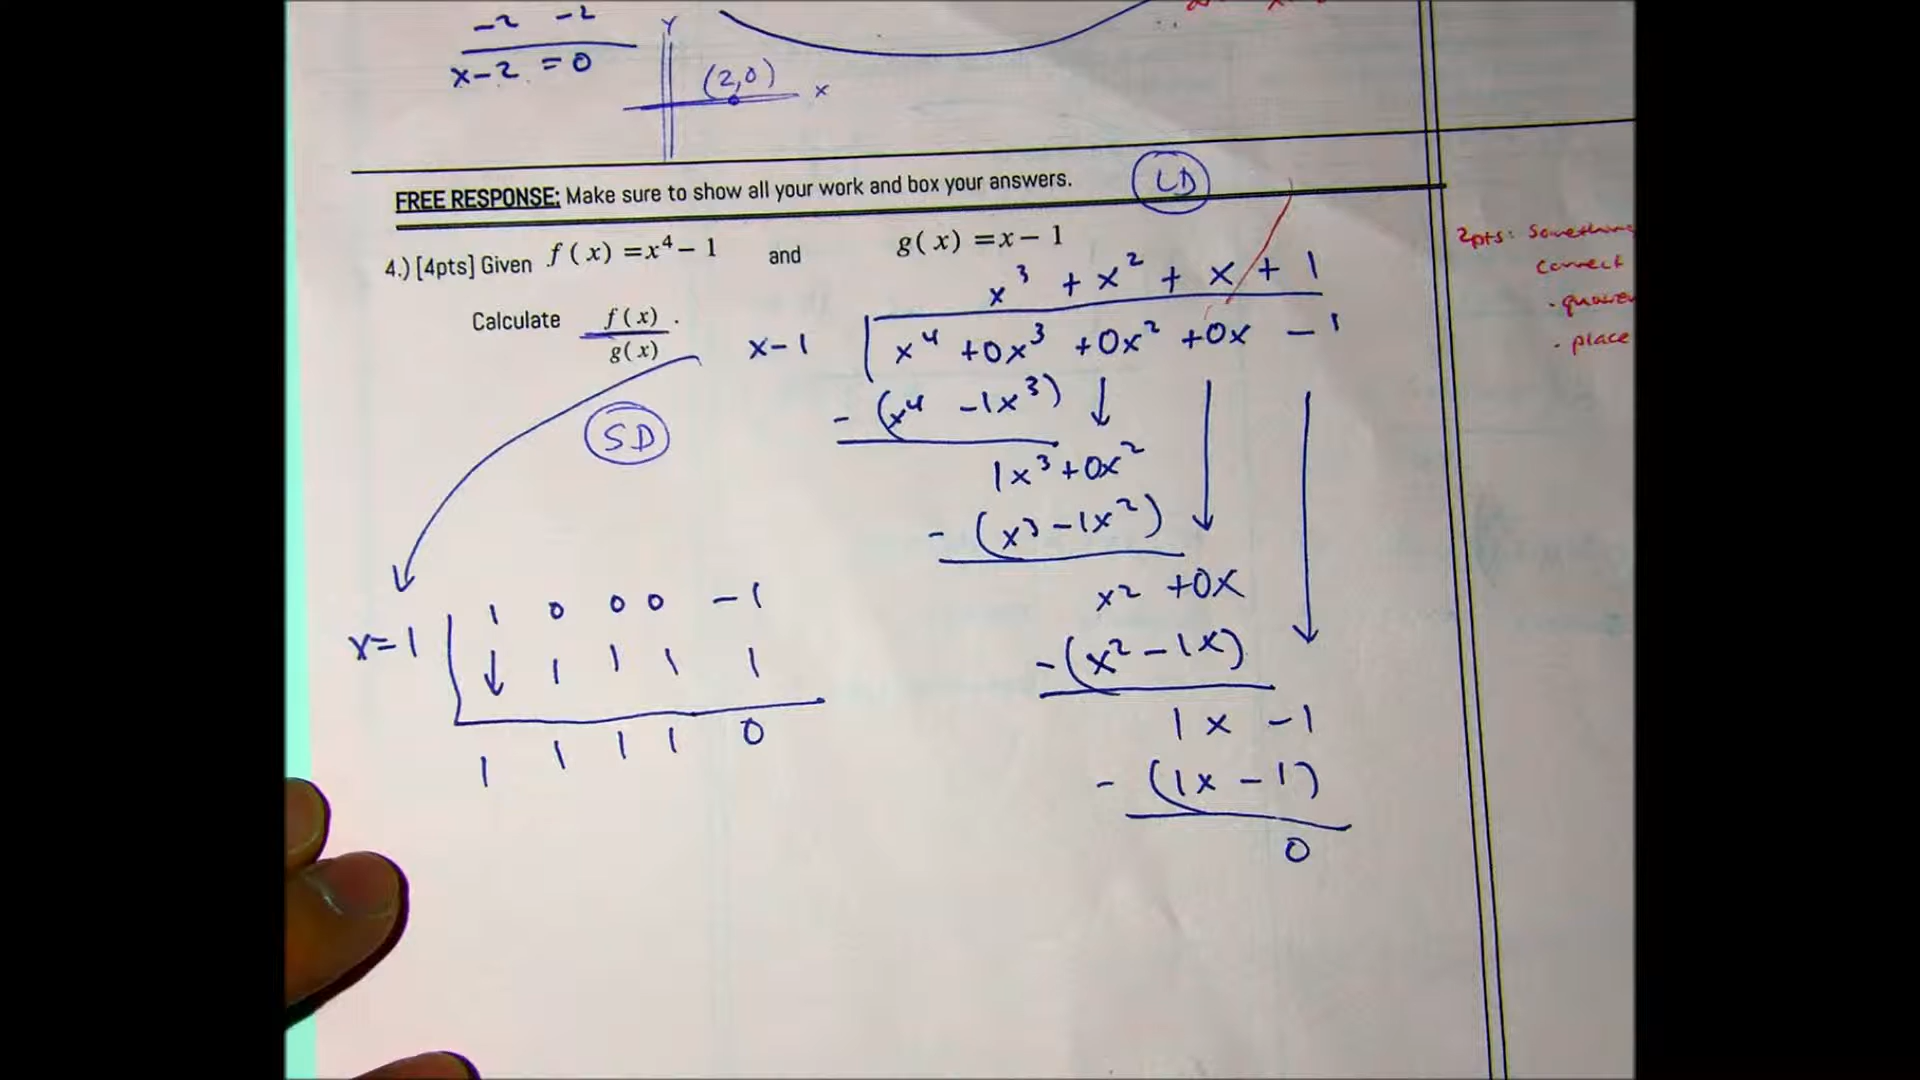 -2 -2
x-2 = 0
Y
(2,0)
x
FREE RESPONSE: Make sure to show all your work and box your answers.
LD
4.) [4pts] Given f(x) = x⁴ - 1 and g(x) = x - 1
Calculate f(x) / g(x) .
x³ + x² + x + 1
x-1 x⁴ +0x³ +0x² +0x -1
- (x⁴ -1x³)
1x³ +0x²
- (x³ -1x²)
x² +0x
- (x² -1x)
1x -1
- (1x -1)
0
SD
x=1 1 0 0 0 -1
1 1 1 1
1 1 1 1 0
2pts: Somethin
Correct
· place